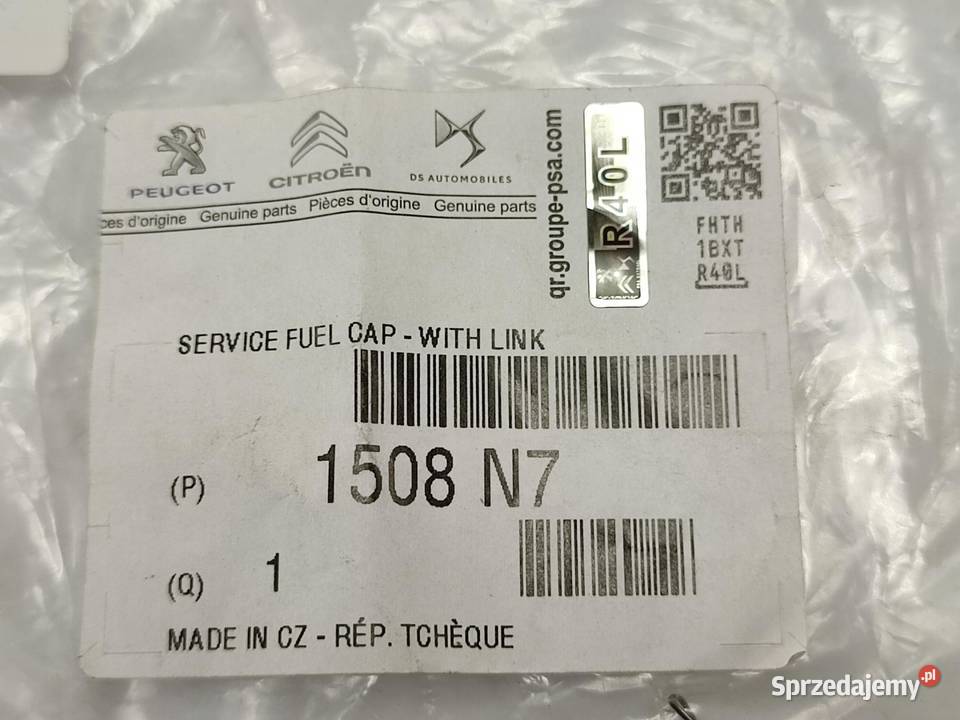 PEUGEOT
CITROËN
DS AUTOMOBILES
ces d'origine Genuine parts Pièces d'origine Genuine parts
qr.groupe-psa.com
R40L
FHTH
1BXT
R40L
SERVICE FUEL CAP - WITH LINK
(P) 1508 N7
(Q) 1
MADE IN CZ - RÉP. TCHÈQUE
Sprzedajemy.pl